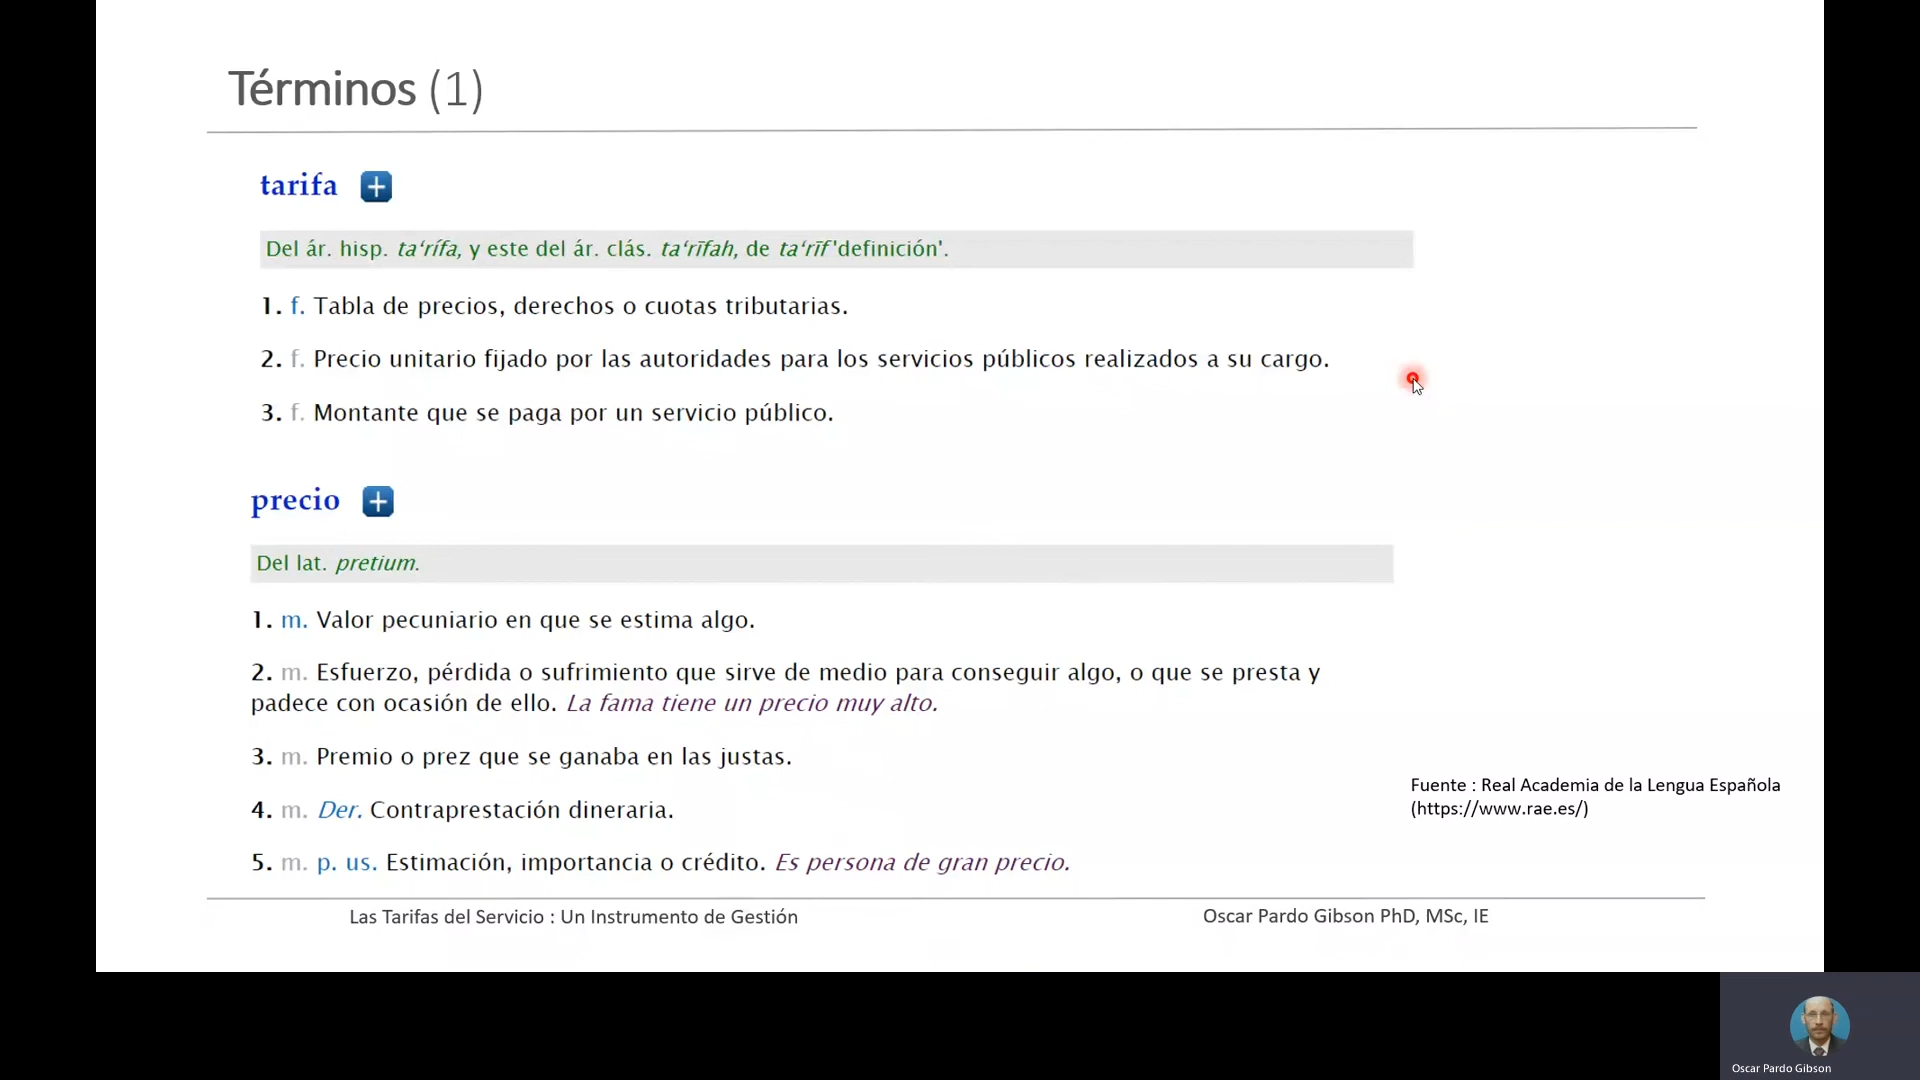 Términos (1)
tarifa
Del ár. hisp. ta‘rífa, y este del ár. clás. ta‘rīfah, de ta‘rīf 'definición'.
1. f. Tabla de precios, derechos o cuotas tributarias.
2. f. Precio unitario fijado por las autoridades para los servicios públicos realizados a su cargo.
3. f. Montante que se paga por un servicio público.
precio
Del lat. pretium.
1. m. Valor pecuniario en que se estima algo.
2. m. Esfuerzo, pérdida o sufrimiento que sirve de medio para conseguir algo, o que se presta y
padece con ocasión de ello. La fama tiene un precio muy alto.
3. m. Premio o prez que se ganaba en las justas.
4. m. Der. Contraprestación dineraria.
5. m. p. us. Estimación, importancia o crédito. Es persona de gran precio.
Fuente : Real Academia de la Lengua Española
(https://www.rae.es/)
Las Tarifas del Servicio : Un Instrumento de Gestión
Oscar Pardo Gibson PhD, MSc, IE
Oscar Pardo Gibson